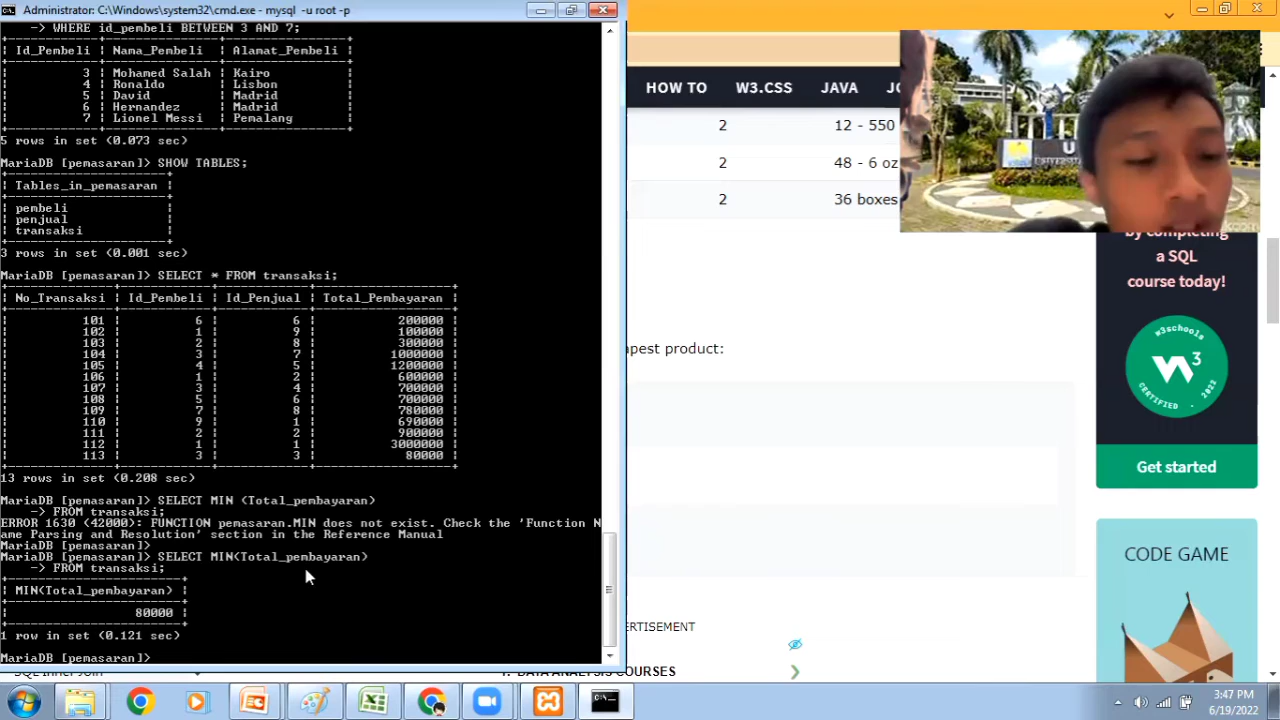 Administrator: C:\Windows\system32\cmd.exe - mysql -u root -p
-> WHERE id_pembeli BETWEEN 3 AND 7;
| Id_Pembeli | Nama_Pembeli | Alamat_Pembeli |
| 3 | Mohamed Salah | Kairo |
| 4 | Ronaldo | Lisbon |
| 5 | David | Madrid |
| 6 | Hernandez | Madrid |
| 7 | Lionel Messi | Pemalang |
5 rows in set (0.073 sec)
MariaDB [pemasaran]> SHOW TABLES;
| Tables_in_pemasaran |
| pembeli |
| penjual |
| transaksi |
3 rows in set (0.001 sec)
MariaDB [pemasaran]> SELECT * FROM transaksi;
| No_Transaksi | Id_Pembeli | Id_Penjual | Total_Pembayaran |
| 101 | 6 | 6 | 200000 |
| 102 | 1 | 9 | 100000 |
| 103 | 2 | 8 | 300000 |
| 104 | 3 | 7 | 1000000 |
| 105 | 4 | 5 | 1200000 |
| 106 | 1 | 2 | 600000 |
| 107 | 3 | 4 | 700000 |
| 108 | 5 | 6 | 700000 |
| 109 | 7 | 8 | 780000 |
| 110 | 9 | 1 | 690000 |
| 111 | 2 | 2 | 900000 |
| 112 | 1 | 1 | 3000000 |
| 113 | 3 | 3 | 80000 |
13 rows in set (0.208 sec)
MariaDB [pemasaran]> SELECT MIN (Total_pembayaran)
-> FROM transaksi;
ERROR 1630 (42000): FUNCTION pemasaran.MIN does not exist. Check the 'Function N
ame Parsing and Resolution' section in the Reference Manual
MariaDB [pemasaran]>
MariaDB [pemasaran]> SELECT MIN(Total_pembayaran)
-> FROM transaksi;
| MIN(Total_pembayaran) |
| 80000 |
1 row in set (0.121 sec)
MariaDB [pemasaran]>
HOW TO W3.CSS JAVA
2 12 - 550
2 48 - 6 oz
2 36 boxes
apest product:
ERTISEMENT
COURSES
by completing
a SQL
course today!
w3schools
W3
CERTIFIED . 2022
Get started
CODE GAME
3:47 PM
6/19/2022